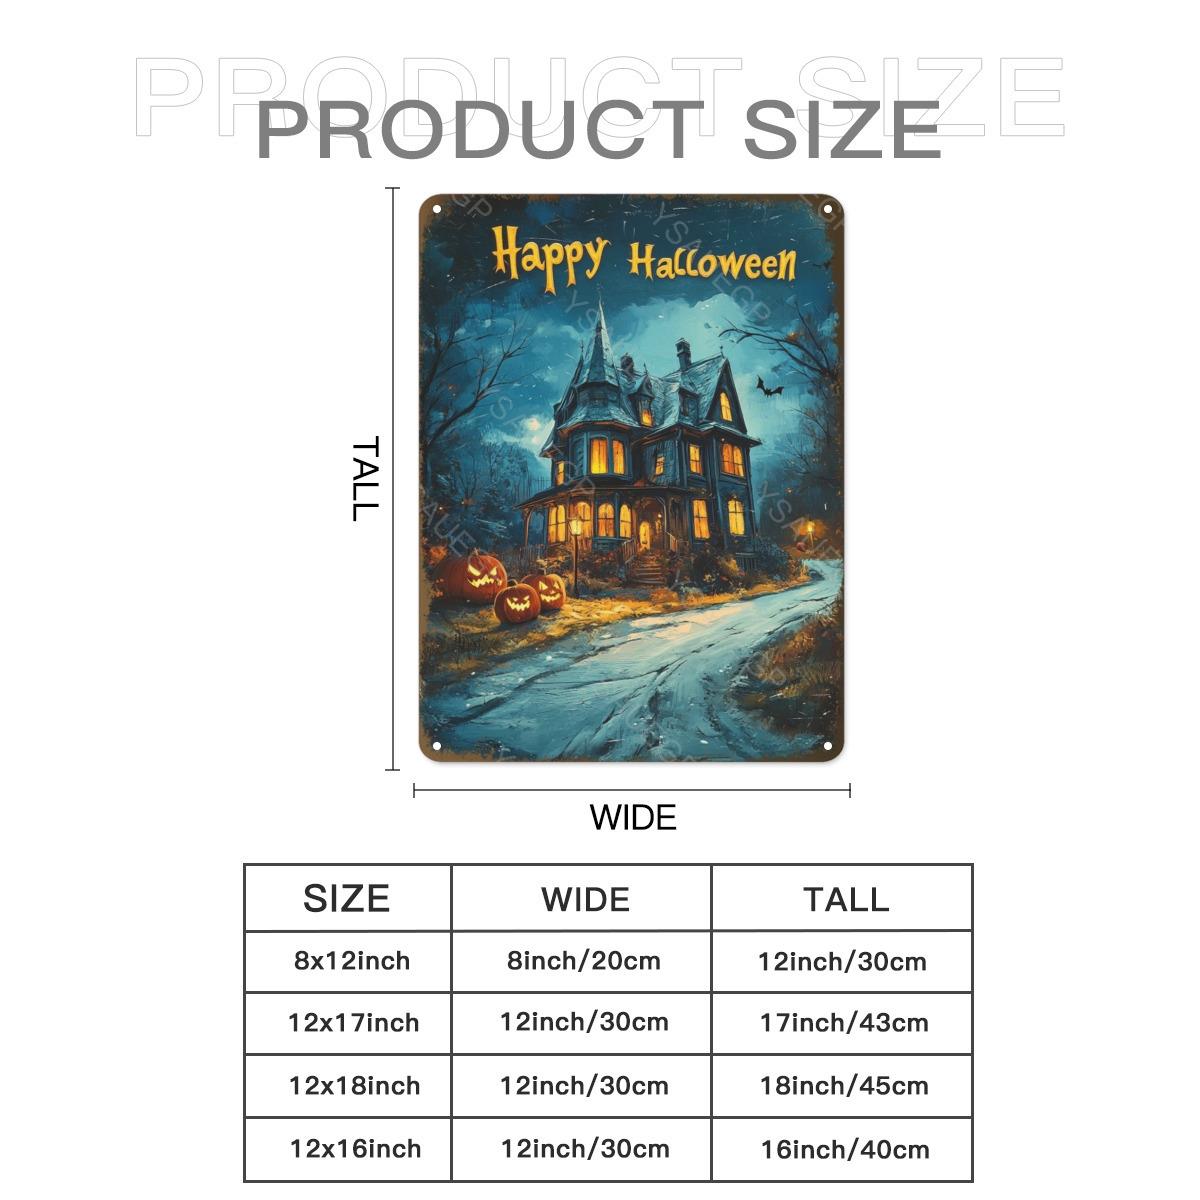 PRODUCT SIZE
PRODUCT SIZE
Happy Halloween
TALL
WIDE
SIZE WIDE TALL
8x12inch 8inch/20cm 12inch/30cm
12x17inch 12inch/30cm 17inch/43cm
12x18inch 12inch/30cm 18inch/45cm
12x16inch 12inch/30cm 16inch/40cm